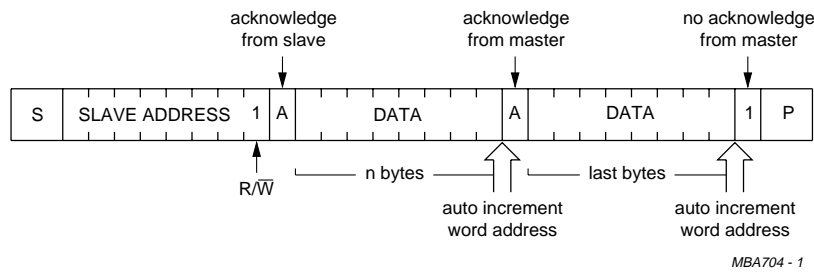 acknowledge
from slave
acknowledge
from master
no acknowledge
from master
S SLAVE ADDRESS 1 A DATA A DATA 1 P
R/W̅
n bytes
last bytes
auto increment
word address
auto increment
word address
MBA704 - 1